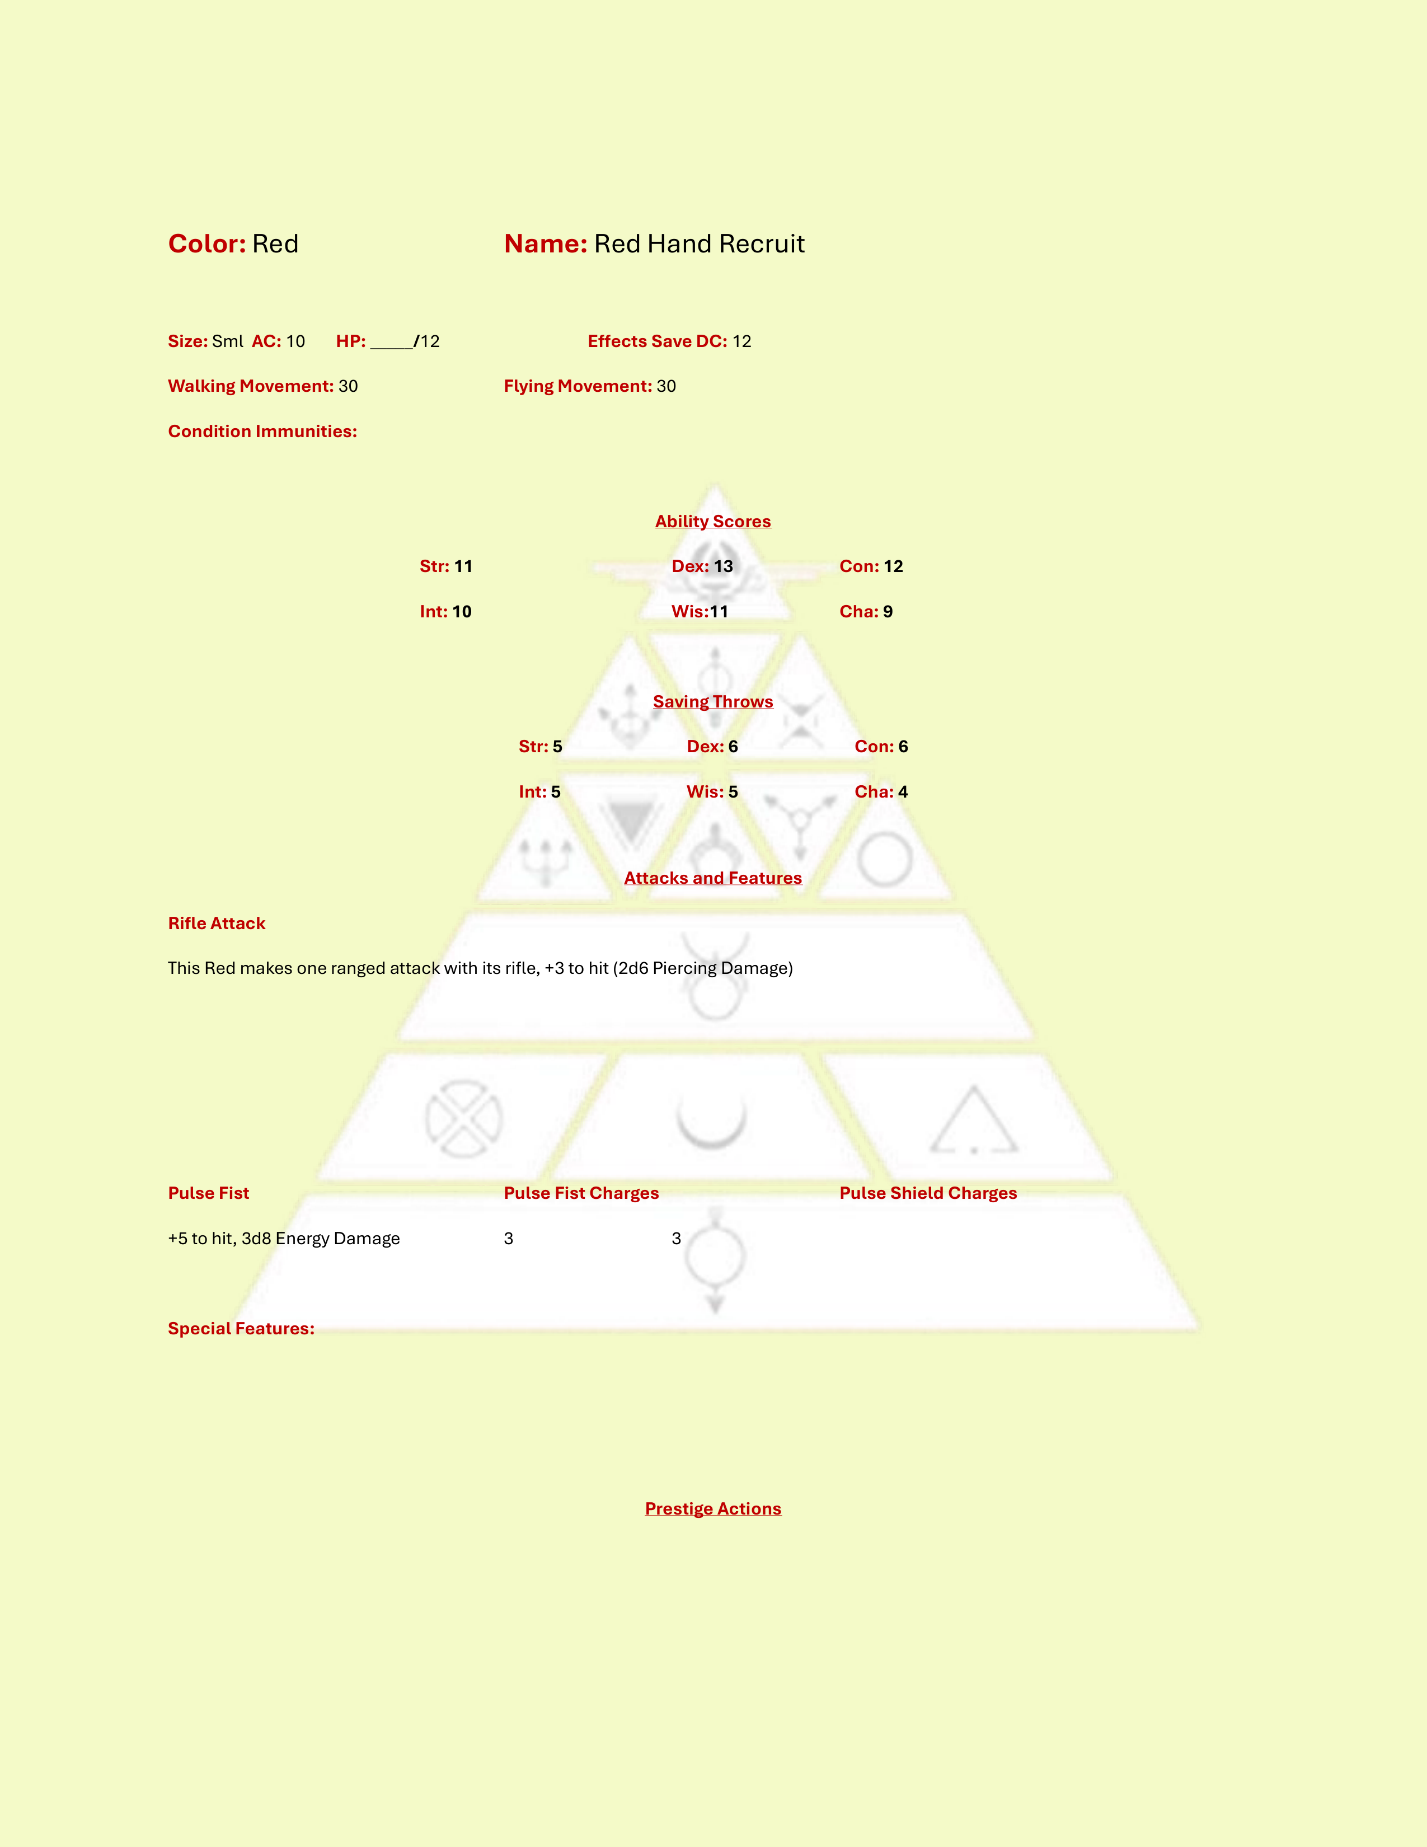 Color: Red Name: Red Hand Recruit
Size: Sml AC: 10 HP: _____/12 Effects Save DC: 12
Walking Movement: 30 Flying Movement: 30
Condition Immunities:
Ability Scores
Str: 11 Dex: 13 Con: 12
Int: 10 Wis:11 Cha: 9
Saving Throws
Str: 5 Dex: 6 Con: 6
Int: 5 Wis: 5 Cha: 4
Attacks and Features
Rifle Attack
This Red makes one ranged attack with its rifle, +3 to hit (2d6 Piercing Damage)
Pulse Fist Pulse Fist Charges Pulse Shield Charges
+5 to hit, 3d8 Energy Damage 3 3
Special Features:
Prestige Actions